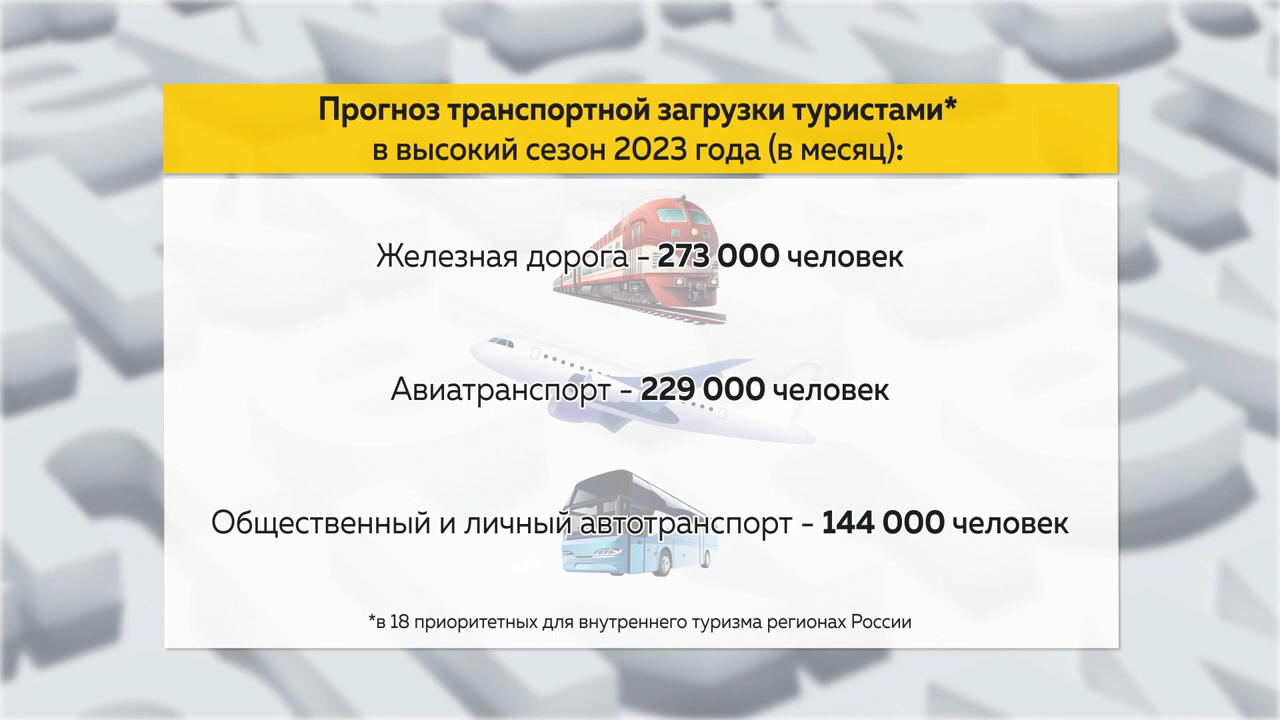 Прогноз транспортной загрузки туристами*
в высокий сезон 2023 года (в месяц):
Железная дорога - 273 000 человек
Авиатранспорт - 229 000 человек
Общественный и личный автотранспорт - 144 000 человек
*в 18 приоритетных для внутреннего туризма регионах России